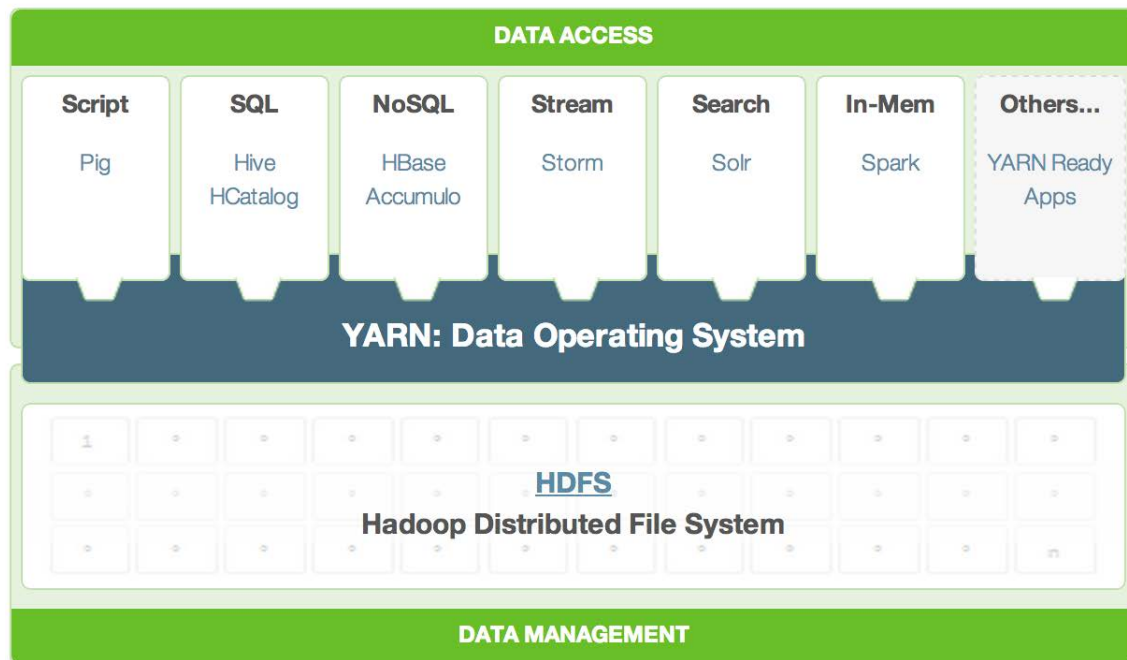 DATA ACCESS
Script
Pig
SQL
Hive
HCatalog
NoSQL
HBase
Accumulo
Stream
Storm
Search
Solr
In-Mem
Spark
Others...
YARN Ready
Apps
YARN: Data Operating System
1
HDFS
Hadoop Distributed File System
n
DATA MANAGEMENT